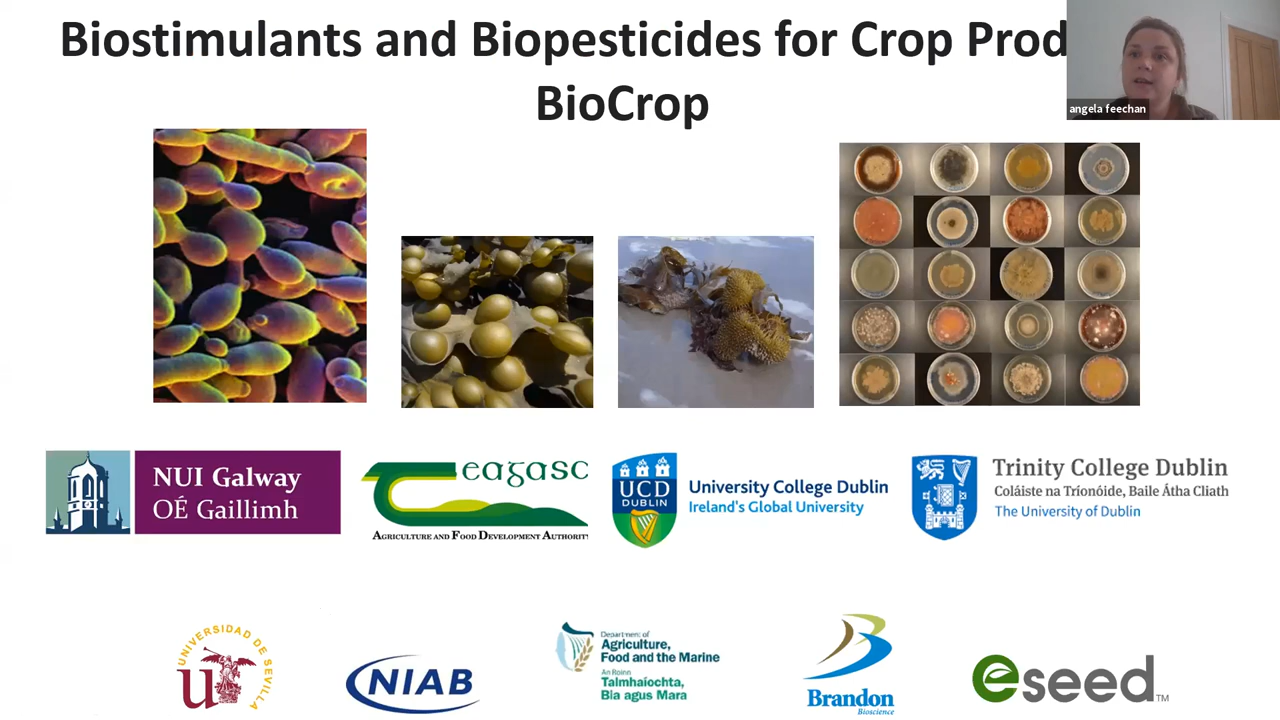 Biostimulants and Biopesticides for Crop Prod
BioCrop
angela feechan
NUI Galway
OÉ Gaillimh
eagasc
AGRICULTURE AND FOOD DEVELOPMENT AUTHORIT
UCD
DUBLIN
University College Dublin
Ireland's Global University
Trinity College Dublin
Coláiste na Tríonóide, Baile Átha Cliath
The University of Dublin
UNIVERSIDAD DE SEVILLA
NIAB
Department of
Agriculture,
Food and the Marine
An Roinn
Talmhaíochta,
Bia agus Mara
Brandon
Bioscience
eseed™